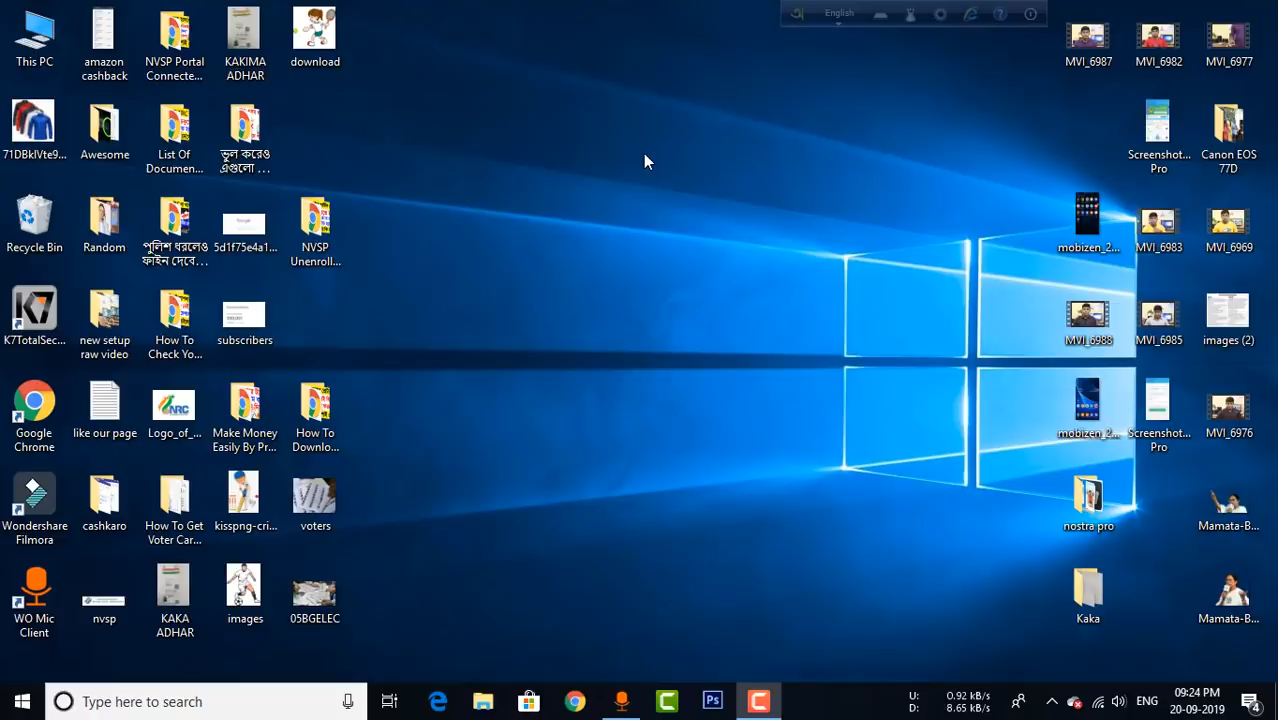 English
This PC
amazon
cashback
NVSP Portal
Connecte...
KAKIMA
ADHAR
download
MVI_6987
MVI_6982
MVI_6977
71DBklVte9...
Awesome
List Of
Documen...
ভুল করেও
এগুলো ...
Screenshot...
Pro
Canon EOS
77D
Recycle Bin
Random
পুলিশ ধরলেও
ফাইন দেবে...
5d1f75e4a1...
NVSP
Unenroll...
mobizen_2...
MVI_6983
MVI_6969
K7TotalSec...
new setup
raw video
How To
Check Yo...
subscribers
MVI_6988
MVI_6985
images (2)
Google
Chrome
like our page
NRC
Logo_of_...
Make Money
Easily By Pr...
How To
Downlo...
mobizen_2...
Screenshot...
Pro
MVI_6976
Wondershare
Filmora
cashkaro
How To Get
Voter Car...
kisspng-cri...
voters
nostra pro
Mamata-B...
WO Mic
Client
nvsp
KAKA
ADHAR
images
05BGELEC
Kaka
Mamata-B...
Type here to search
U: 0.92 kB/s
D: 8.65 kB/s
ENG
09:24 PM
20-09-2019
4